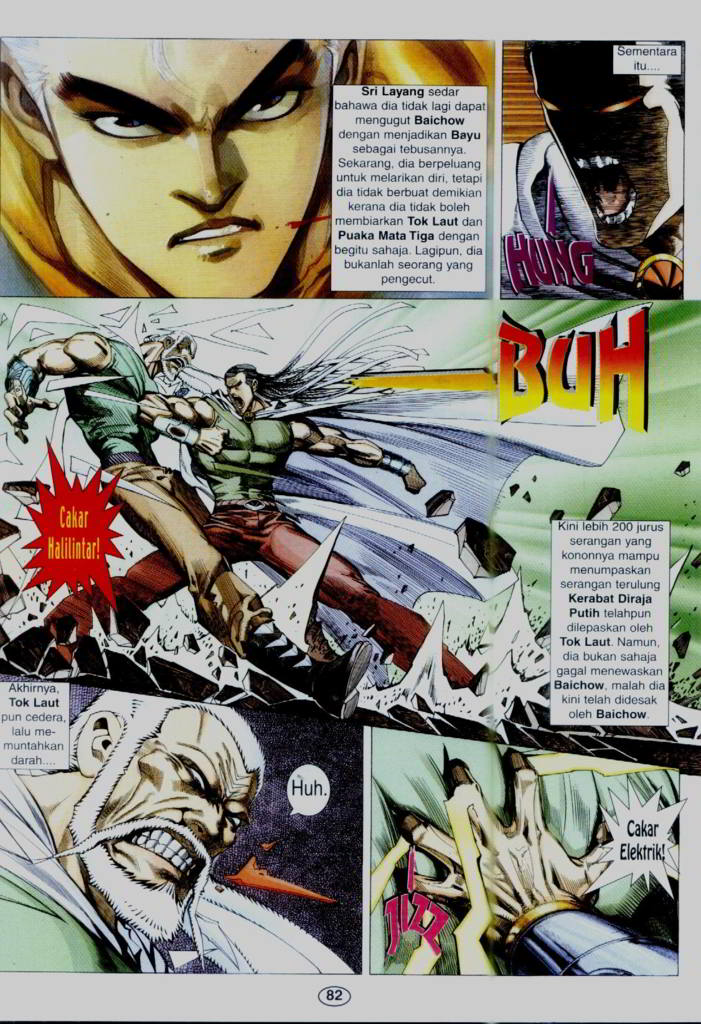 Sri Layang sedar
bahawa dia tidak lagi dapat
mengugut Baichow
dengan menjadikan Bayu
sebagai tebusannya.
Sekarang, dia berpeluang
untuk melarikan diri, tetapi
dia tidak berbuat demikian
kerana dia tidak boleh
membiarkan Tok Laut dan
Puaka Mata Tiga dengan
begitu sahaja. Lagipun, dia
bukanlah seorang yang
pengecut.
Sementara
itu....
HUNG
BUH
Cakar
Halilintar!
Kini lebih 200 jurus
serangan yang
kononnya mampu
menumpaskan
serangan terulung
Kerabat Diraja
Putih telahpun
dilepaskan oleh
Tok Laut. Namun,
dia bukan sahaja
gagal menewaskan
Baichow, malah dia
kini telah didesak
oleh Baichow.
Akhirnya,
Tok Laut
pun cedera,
lalu me-
muntahkan
darah....
Huh.
Cakar
Elektrik!
JIZZ
82